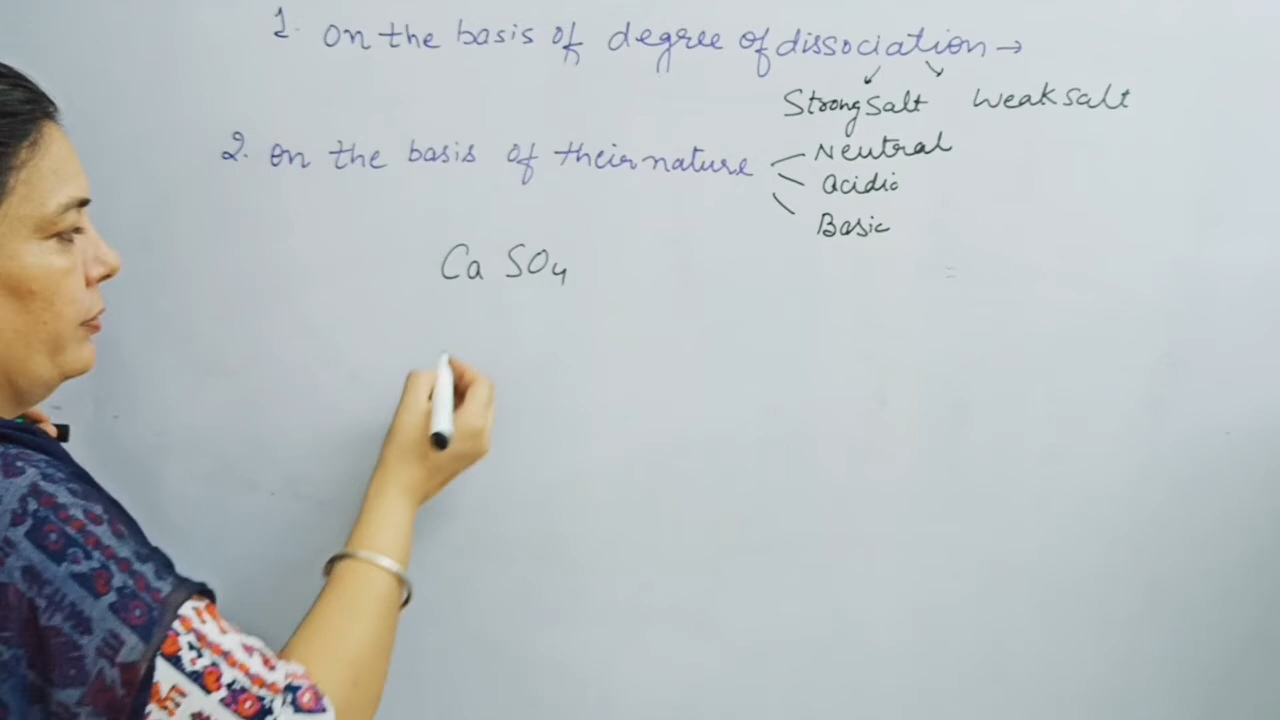 1. On the basis of degree of dissociation →
Strong Salt Weak salt
2. on the basis of their nature
Neutral
acidic
Basic
Ca SO₄